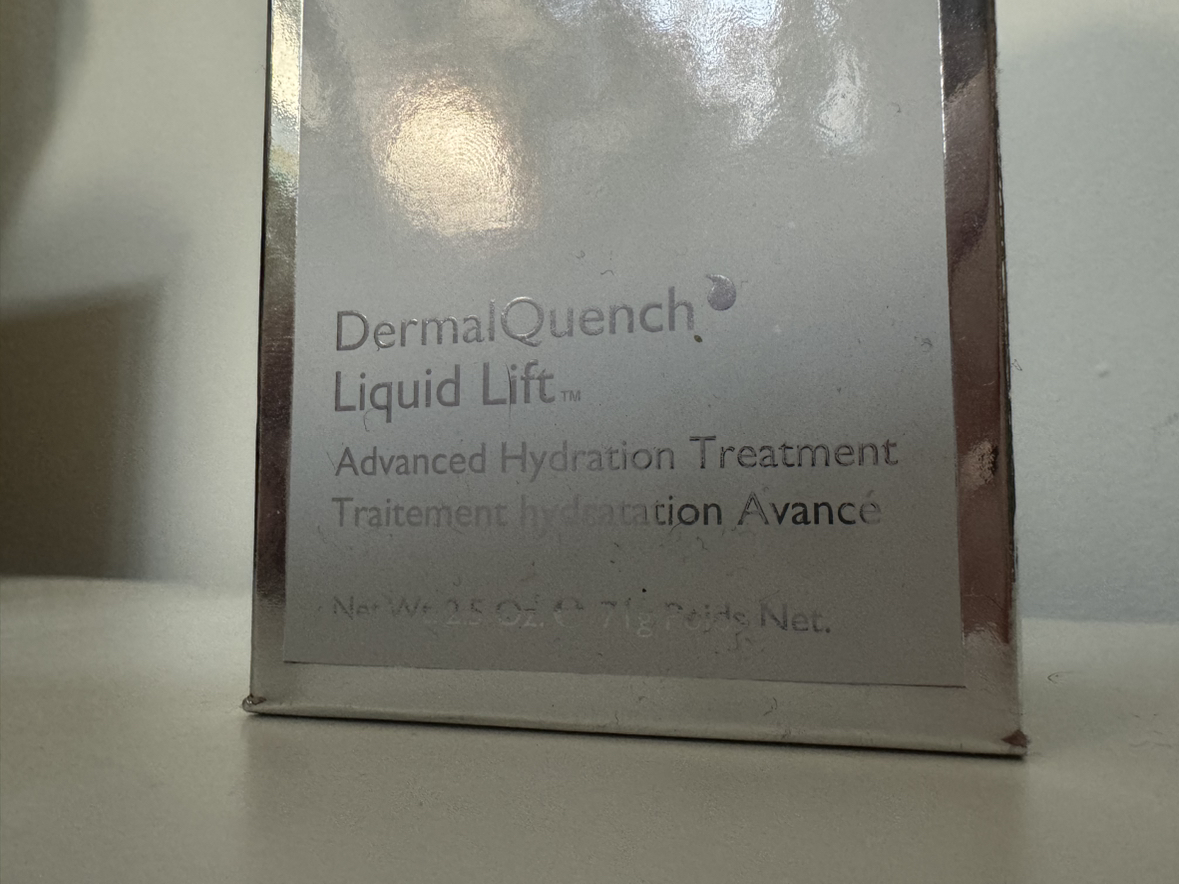 DermalQuench
Liquid Lift™
Advanced Hydration Treatment
Traitement hydratation Avancé
Net Wt. 2.5 Oz. ℮ 71g Poids Net.